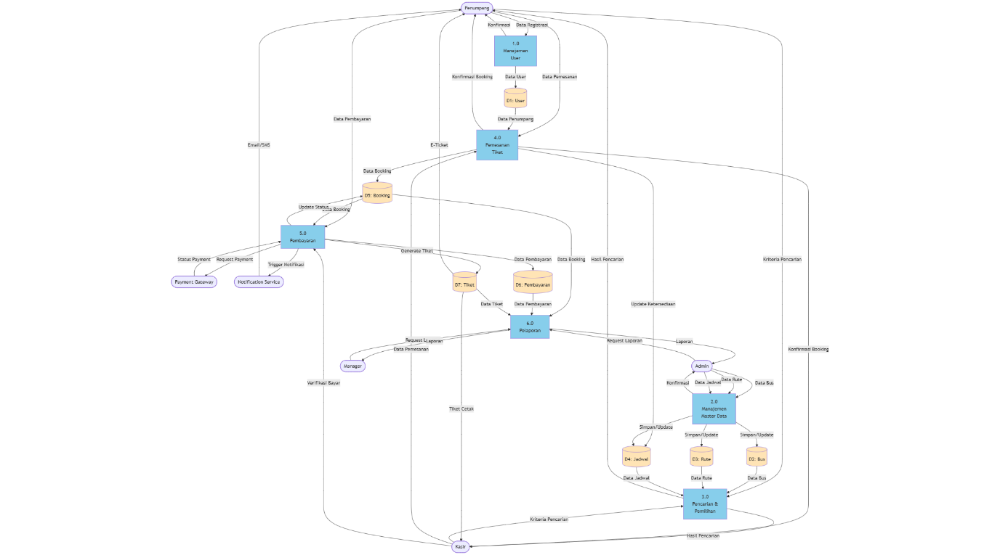 Penumpang
Konfirmasi
Data Registrasi
1.0
Manajemen
User
Konfirmasi Booking
Data User
Data Pemesanan
D1: User
Data Pembayaran
Data Penumpang
4.0
Pemesanan
Tiket
Email/SMS
E-Ticket
Data Booking
D5: Booking
Update Status
Data Booking
5.0
Pembayaran
Generate Tiket
Status Payment
Request Payment
Trigger Notifikasi
Data Pembayaran
Data Booking
Hasil Pencarian
Kriteria Pencarian
Payment Gateway
Notification Service
D7: Tiket
D6: Pembayaran
Data Tiket
Data Pembayaran
Update Ketersediaan
6.0
Pelaporan
Request L
Laporan
Request Laporan
Laporan
Data Pemesanan
Konfirmasi Booking
Manager
Admin
Verifikasi Bayar
Konfirmasi
Data Jadwal
Data Rute
Data Bus
2.0
Manajemen
Master Data
Tiket Cetak
Simpan/Update
Simpan/Update
Simpan/Update
D4: Jadwal
D3: Rute
D2: Bus
Data Jadwal
Data Rute
Data Bus
3.0
Pencarian &
Pemilihan
Kriteria Pencarian
Hasil Pencarian
Kasir